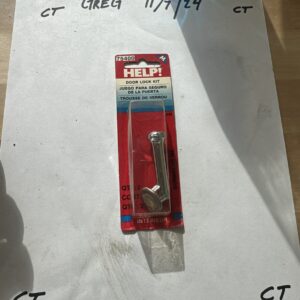 CT GREG 11/7/24 CT
75450
HELP!
DOOR LOCK KIT
JUEGO PARA SEGURO
DE LA PUERTA
TROUSSE DE VERROU
CT
CT